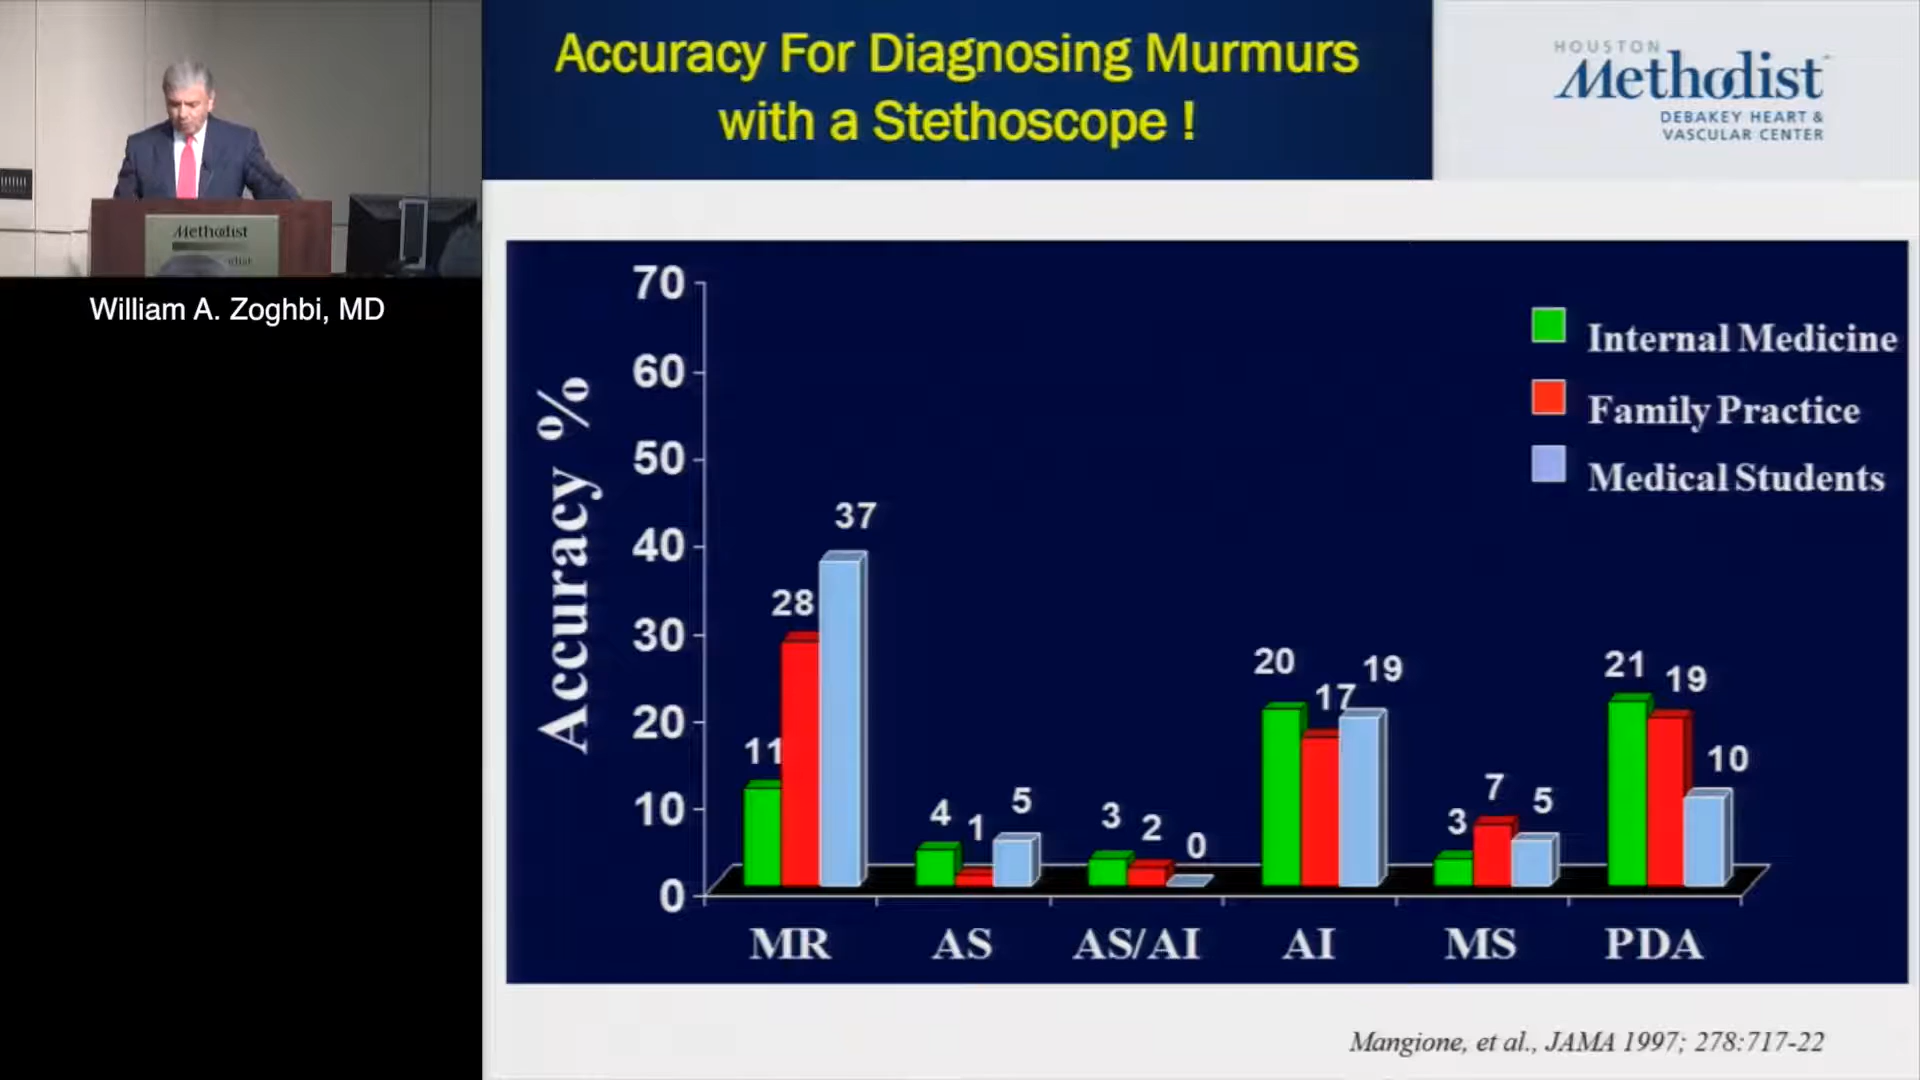 Accuracy For Diagnosing Murmurs
with a Stethoscope !
HOUSTON
Methodist
DEBAKEY HEART &
VASCULAR CENTER
Methodist
William A. Zoghbi, MD
Accuracy %
70
60
50
40
30
20
10
0
Internal Medicine
Family Practice
Medical Students
11 28 37
4 1 5
3 2 0
20 17 19
3 7 5
21 19 10
MR AS AS/AI AI MS PDA
Mangione, et al., JAMA 1997; 278:717-22